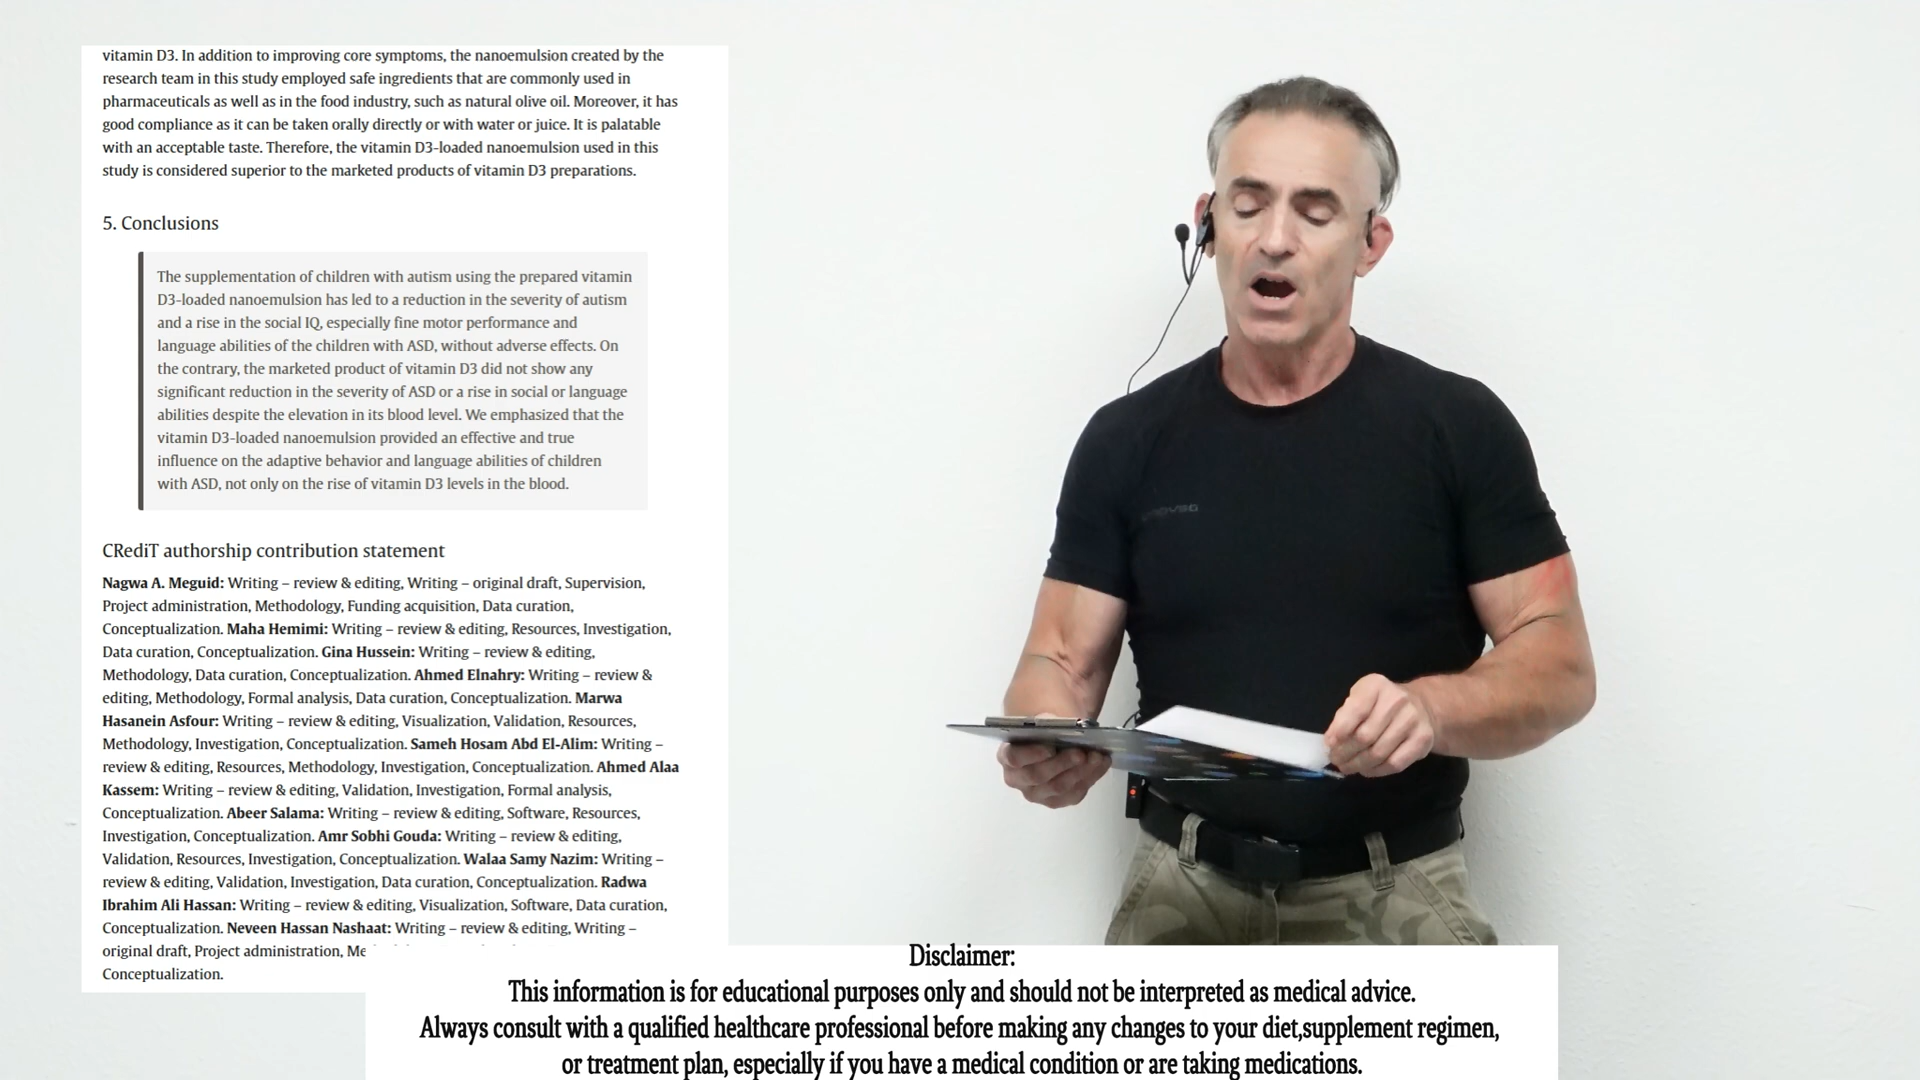 vitamin D3. In addition to improving core symptoms, the nanoemulsion created by the
research team in this study employed safe ingredients that are commonly used in
pharmaceuticals as well as in the food industry, such as natural olive oil. Moreover, it has
good compliance as it can be taken orally directly or with water or juice. It is palatable
with an acceptable taste. Therefore, the vitamin D3-loaded nanoemulsion used in this
study is considered superior to the marketed products of vitamin D3 preparations.
5. Conclusions
The supplementation of children with autism using the prepared vitamin
D3-loaded nanoemulsion has led to a reduction in the severity of autism
and a rise in the social IQ, especially fine motor performance and
language abilities of the children with ASD, without adverse effects. On
the contrary, the marketed product of vitamin D3 did not show any
significant reduction in the severity of ASD or a rise in social or language
abilities despite the elevation in its blood level. We emphasized that the
vitamin D3-loaded nanoemulsion provided an effective and true
influence on the adaptive behavior and language abilities of children
with ASD, not only on the rise of vitamin D3 levels in the blood.
CRediT authorship contribution statement
Nagwa A. Meguid: Writing – review & editing, Writing – original draft, Supervision,
Project administration, Methodology, Funding acquisition, Data curation,
Conceptualization. Maha Hemimi: Writing – review & editing, Resources, Investigation,
Data curation, Conceptualization. Gina Hussein: Writing – review & editing,
Methodology, Data curation, Conceptualization. Ahmed Elnahry: Writing – review &
editing, Methodology, Formal analysis, Data curation, Conceptualization. Marwa
Hasanein Asfour: Writing – review & editing, Visualization, Validation, Resources,
Methodology, Investigation, Conceptualization. Sameh Hosam Abd El-Alim: Writing –
review & editing, Resources, Methodology, Investigation, Conceptualization. Ahmed Alaa
Kassem: Writing – review & editing, Validation, Investigation, Formal analysis,
Conceptualization. Abeer Salama: Writing – review & editing, Software, Resources,
Investigation, Conceptualization. Amr Sobhi Gouda: Writing – review & editing,
Validation, Resources, Investigation, Conceptualization. Walaa Samy Nazim: Writing –
review & editing, Validation, Investigation, Data curation, Conceptualization. Radwa
Ibrahim Ali Hassan: Writing – review & editing, Visualization, Software, Data curation,
Conceptualization. Neveen Hassan Nashaat: Writing – review & editing, Writing –
original draft, Project administration, Me
Conceptualization.
Disclaimer:
This information is for educational purposes only and should not be interpreted as medical advice.
Always consult with a qualified healthcare professional before making any changes to your diet,supplement regimen,
or treatment plan, especially if you have a medical condition or are taking medications.